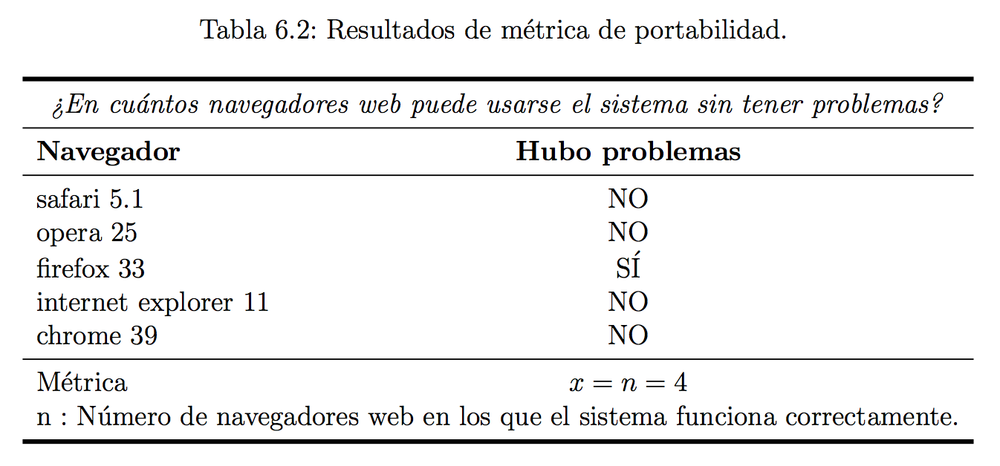 Tabla 6.2: Resultados de métrica de portabilidad.
¿En cuántos navegadores web puede usarse el sistema sin tener problemas?
Navegador Hubo problemas
safari 5.1 NO
opera 25 NO
firefox 33 SÍ
internet explorer 11 NO
chrome 39 NO
Métrica x = n = 4
n : Número de navegadores web en los que el sistema funciona correctamente.